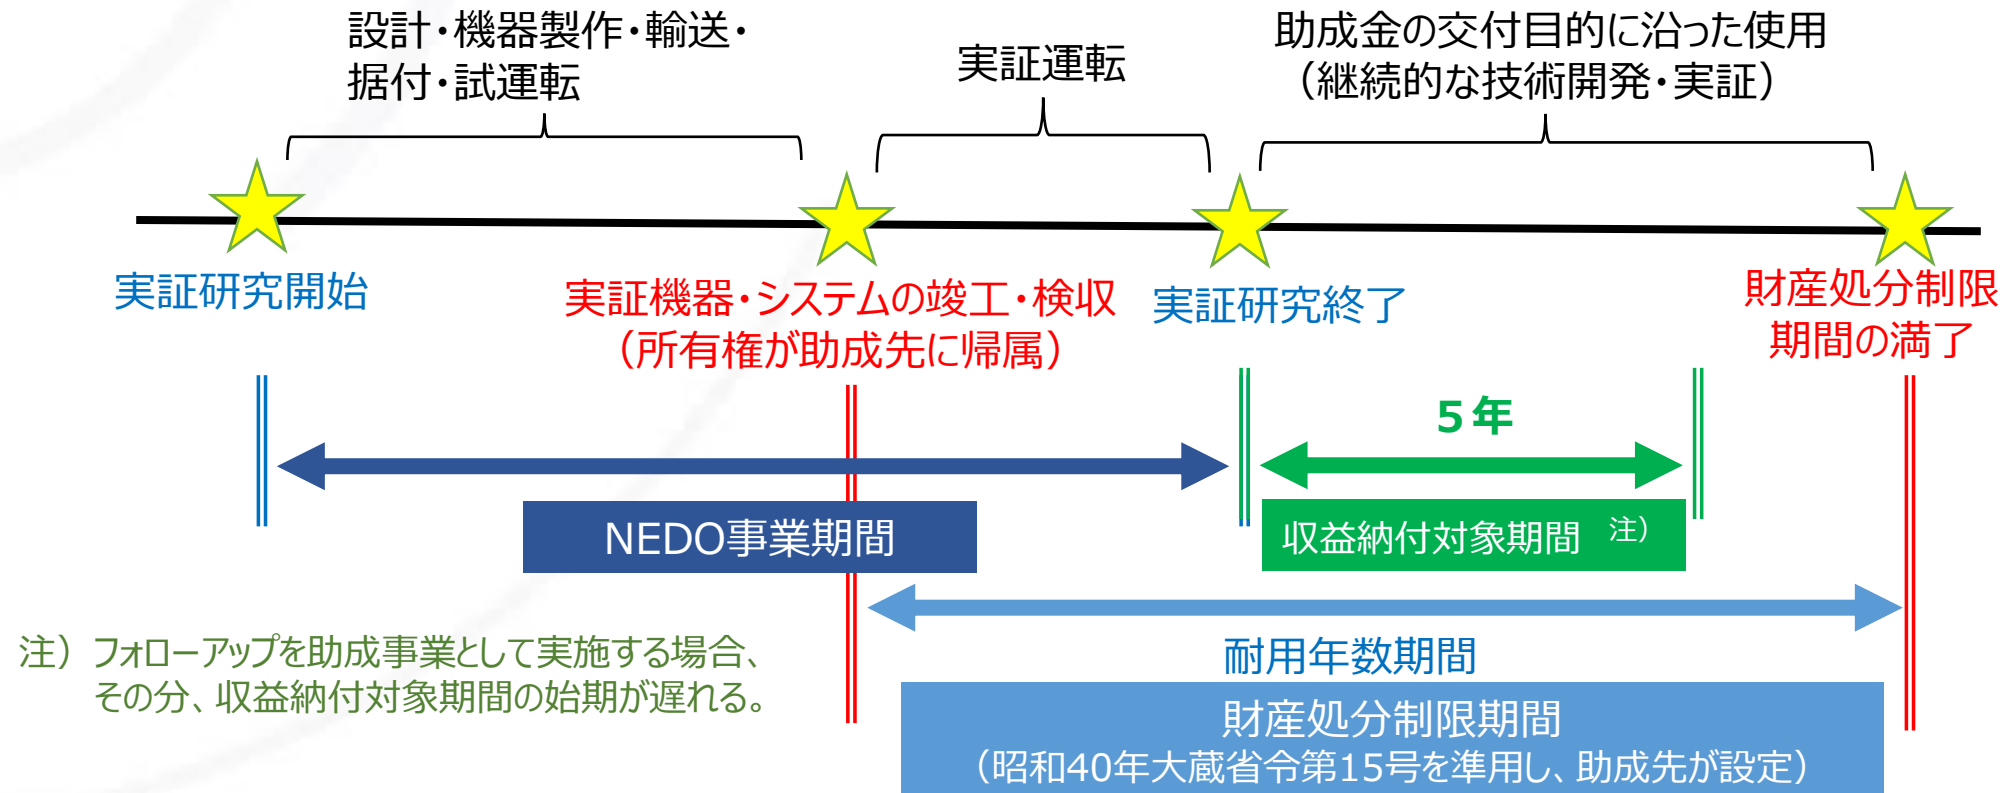 設計・機器製作・輸送・
据付・試運転
実証運転
助成金の交付目的に沿った使用
（継続的な技術開発・実証）
実証研究開始
実証機器・システムの竣工・検収
（所有権が助成先に帰属）
実証研究終了
財産処分制限
期間の満了
５年
NEDO事業期間
収益納付対象期間 注）
注）フォローアップを助成事業として実施する場合、
その分、収益納付対象期間の始期が遅れる。
耐用年数期間
財産処分制限期間
（昭和40年大蔵省令第15号を準用し、助成先が設定）